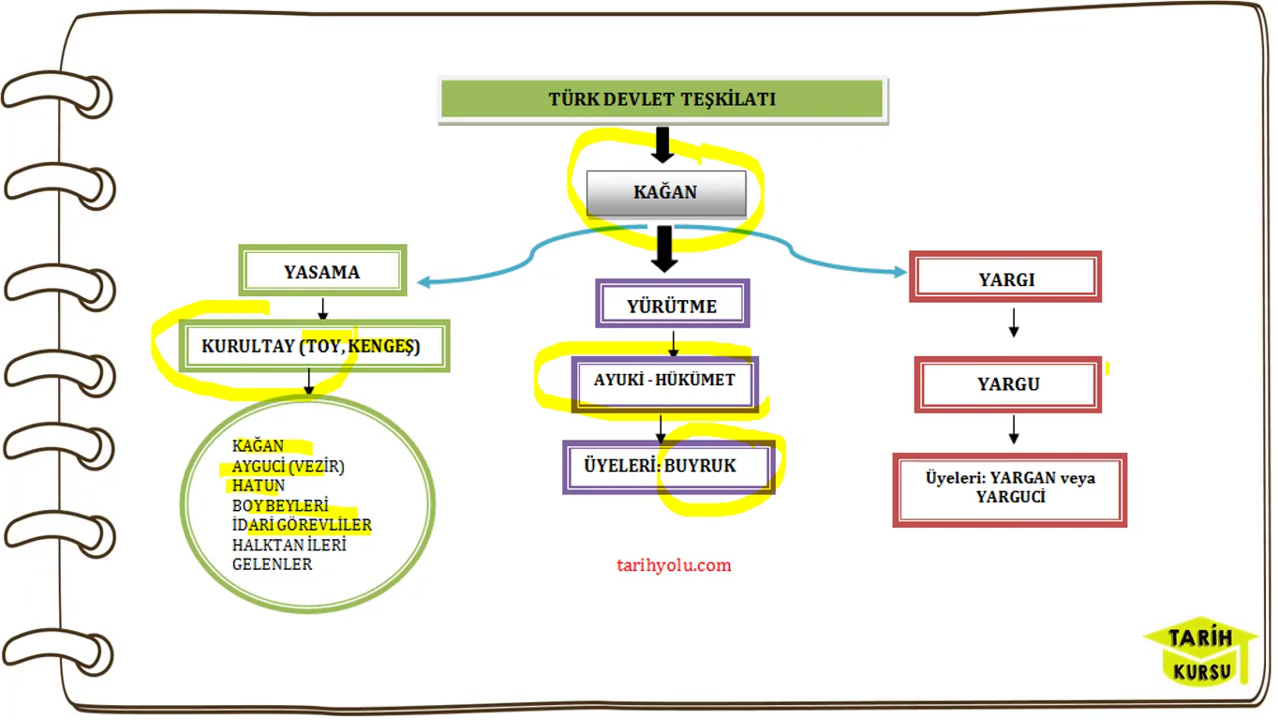 TÜRK DEVLET TEŞKİLATI
KAĞAN
YASAMA
KURULTAY (TOY, KENGEŞ)
KAĞAN
AYGUCİ (VEZİR)
HATUN
BOY BEYLERİ
İDARİ GÖREVLİLER
HALKTAN İLERİ
GELENLER
YÜRÜTME
AYUKİ - HÜKÜMET
ÜYELERİ: BUYRUK
YARGI
YARGU
Üyeleri: YARGAN veya
YARGUCİ
tarihyolu.com
TARİH
KURSU